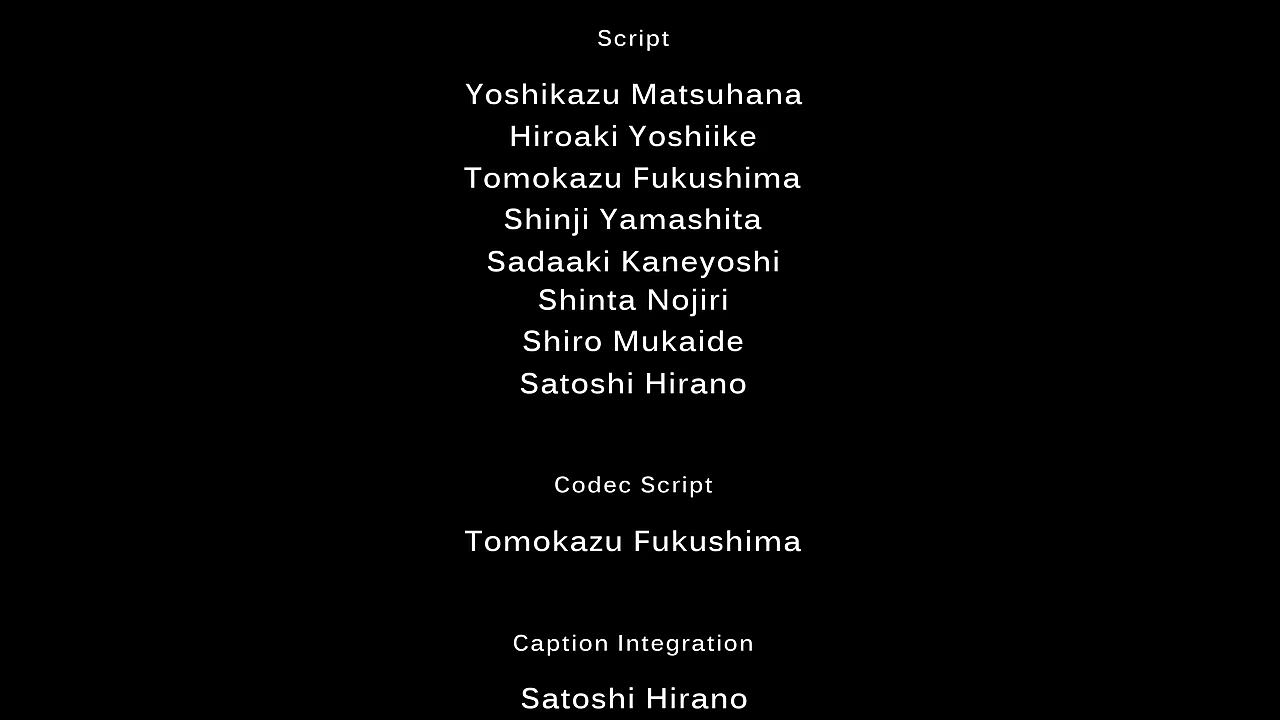 Script
Yoshikazu Matsuhana
Hiroaki Yoshiike
Tomokazu Fukushima
Shinji Yamashita
Sadaaki Kaneyoshi
Shinta Nojiri
Shiro Mukaide
Satoshi Hirano
Codec Script
Tomokazu Fukushima
Caption Integration
Satoshi Hirano